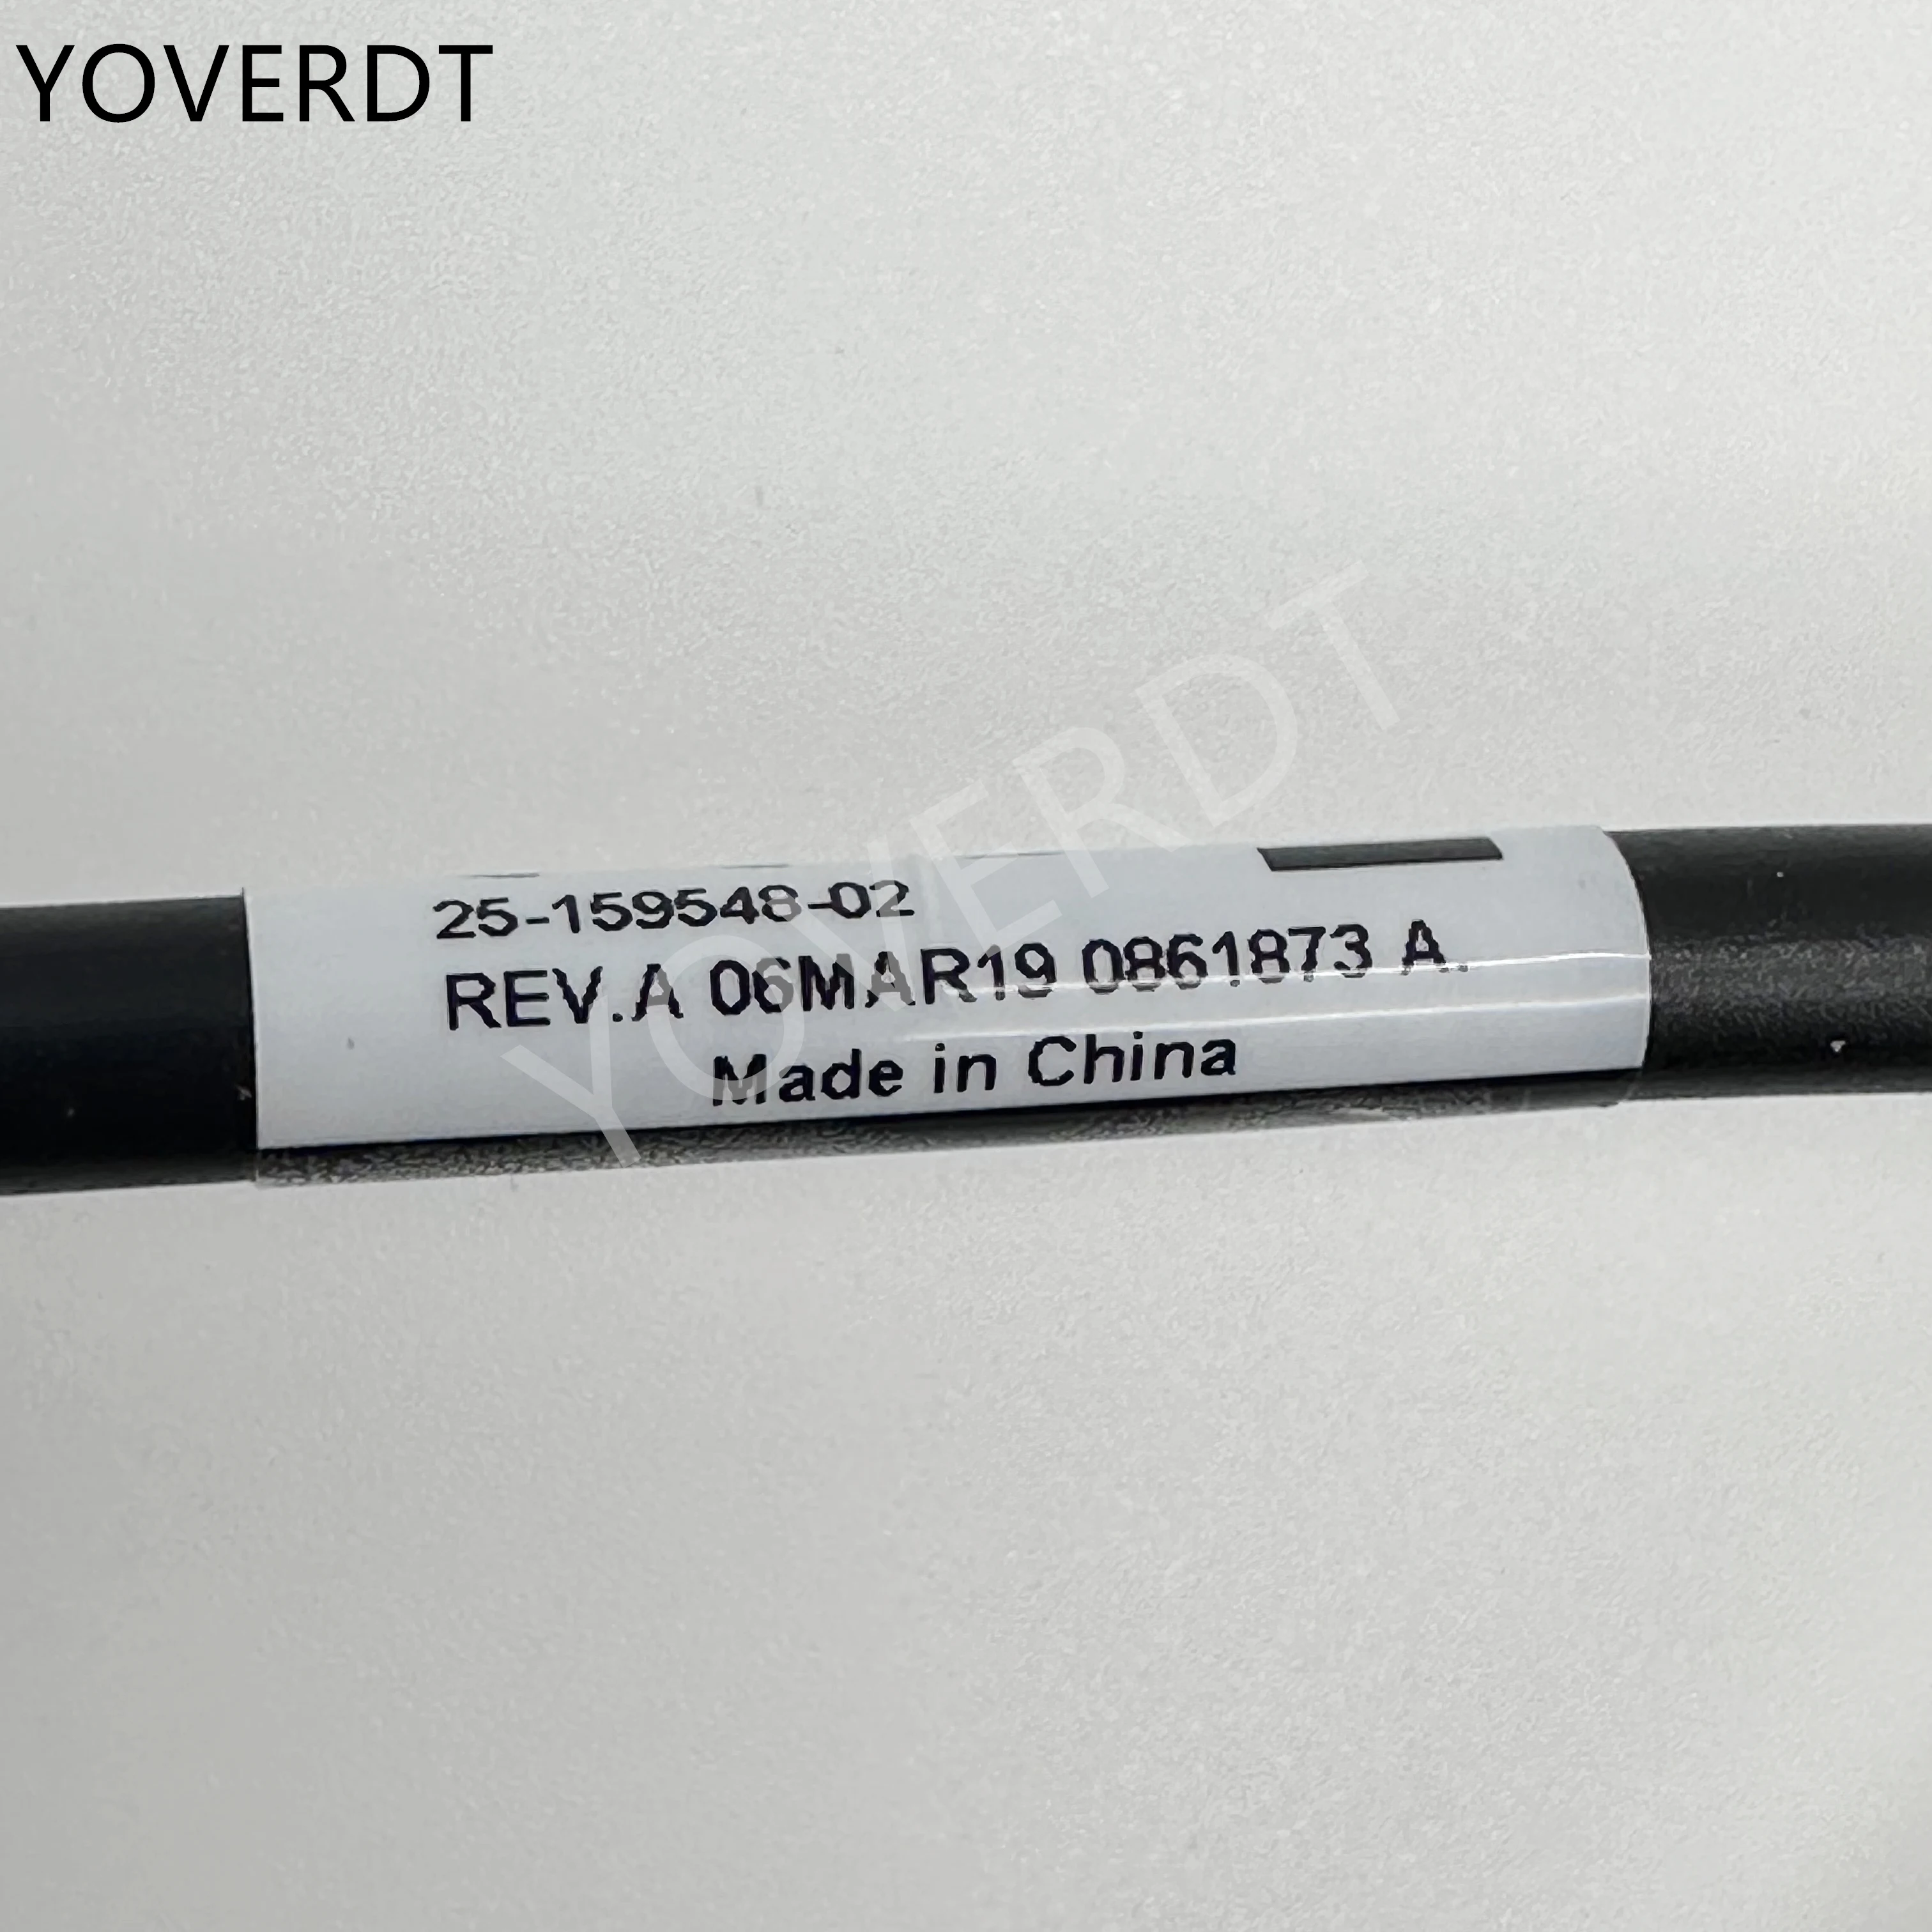 YOVERDT
25-159548-02
REV.A 06MAR19 0861873 A.
Made in China
YOVERDT